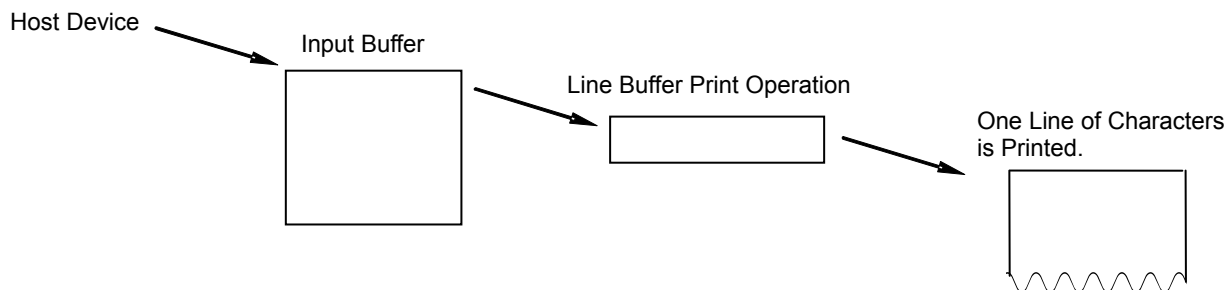 Host Device
Input Buffer
Line Buffer Print Operation
One Line of Characters
is Printed.